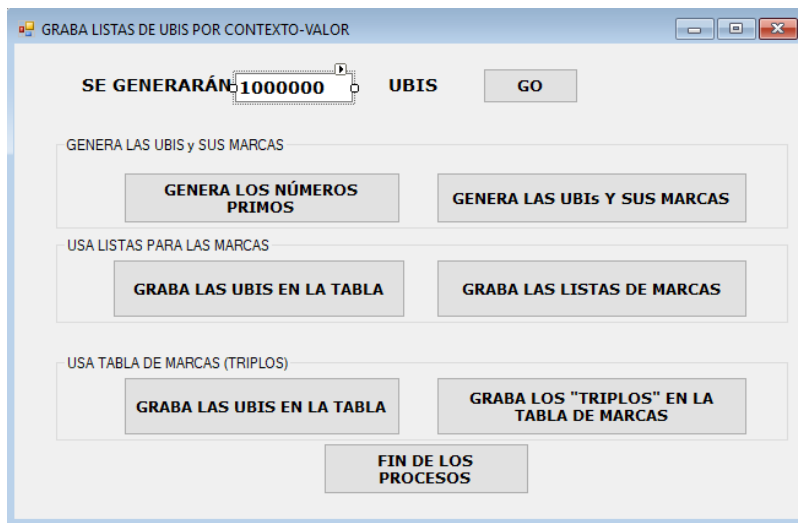 GRABA LISTAS DE UBIS POR CONTEXTO-VALOR
SE GENERARÁN 1000000 UBIS GO
GENERA LAS UBIS y SUS MARCAS
GENERA LOS NÚMEROS
PRIMOS
GENERA LAS UBIs Y SUS MARCAS
USA LISTAS PARA LAS MARCAS
GRABA LAS UBIS EN LA TABLA
GRABA LAS LISTAS DE MARCAS
USA TABLA DE MARCAS (TRIPLOS)
GRABA LAS UBIS EN LA TABLA
GRABA LOS "TRIPLOS" EN LA
TABLA DE MARCAS
FIN DE LOS
PROCESOS